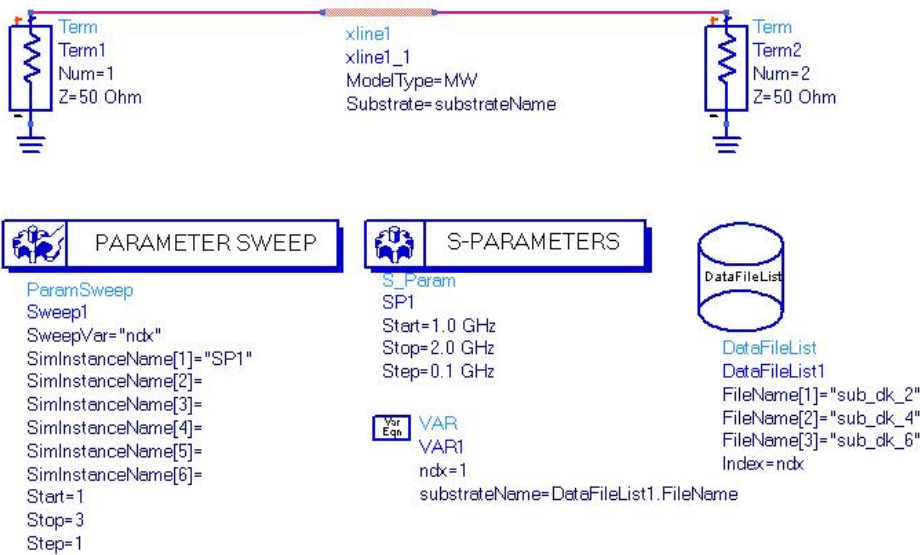 Term
Term1
Num=1
Z=50 Ohm
xline1
xline1_1
ModelType=MW
Substrate=substrateName
Term
Term2
Num=2
Z=50 Ohm
PARAMETER SWEEP
ParamSweep
Sweep1
SweepVar="ndx"
SimInstanceName[1]="SP1"
SimInstanceName[2]=
SimInstanceName[3]=
SimInstanceName[4]=
SimInstanceName[5]=
SimInstanceName[6]=
Start=1
Stop=3
Step=1
S-PARAMETERS
S_Param
SP1
Start=1.0 GHz
Stop=2.0 GHz
Step=0.1 GHz
Var
Eqn
VAR
VAR1
ndx=1
substrateName=DataFileList1.FileName
DataFileList
DataFileList
DataFileList1
FileName[1]="sub_dk_2"
FileName[2]="sub_dk_4"
FileName[3]="sub_dk_6"
Index=ndx